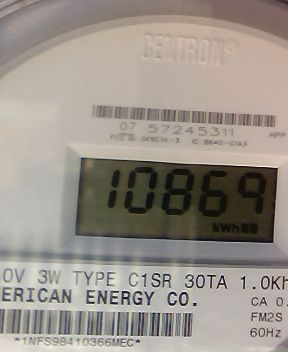 CENTRON®
07 57245311
10869
kWh
0V 3W TYPE C1SR 30TA 1.0Kh
ERICAN ENERGY CO.
CA 0.
FM2S
60Hz
*1NFS98410366MEC*